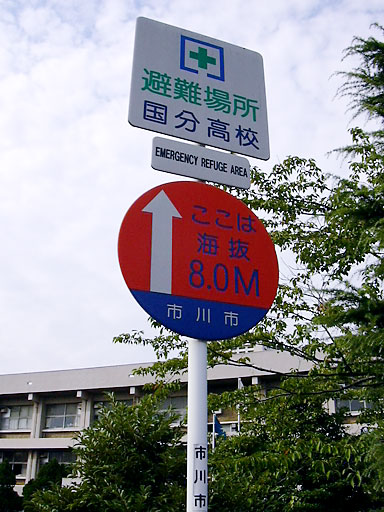 避難場所
国分高校
EMERGENCY REFUGE AREA
ここは
海抜
8.0M
市川市
市川市